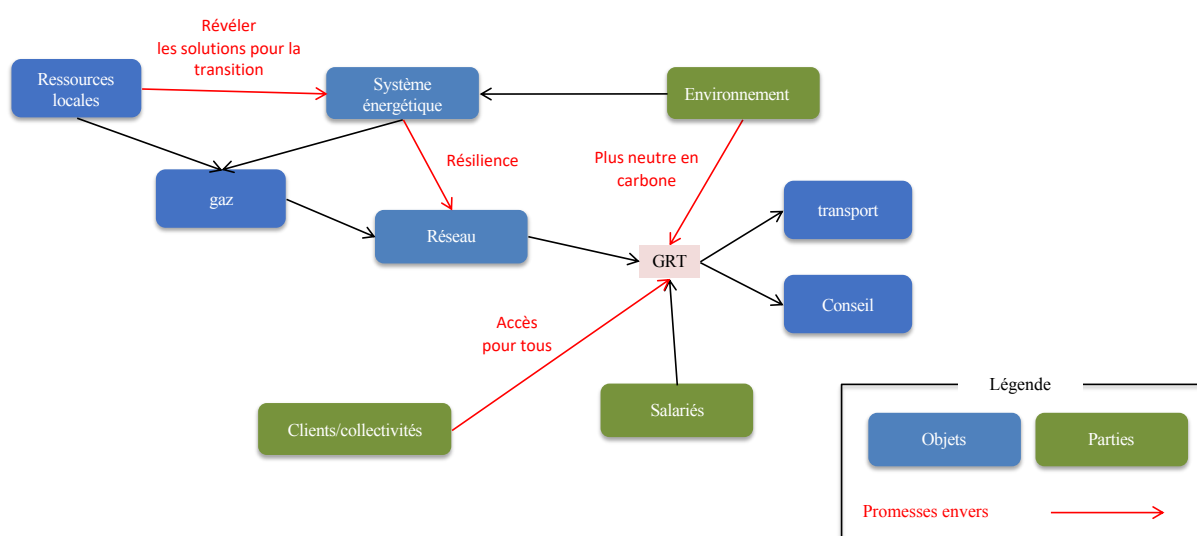 Révéler
les solutions pour la
transition
Ressources
locales
Système
énergétique
Environnement
Résilience
Plus neutre en
carbone
gaz
transport
Réseau
GRT
Conseil
Accès
pour tous
Salariés
Clients/collectivités
Légende
Objets
Parties
Promesses envers